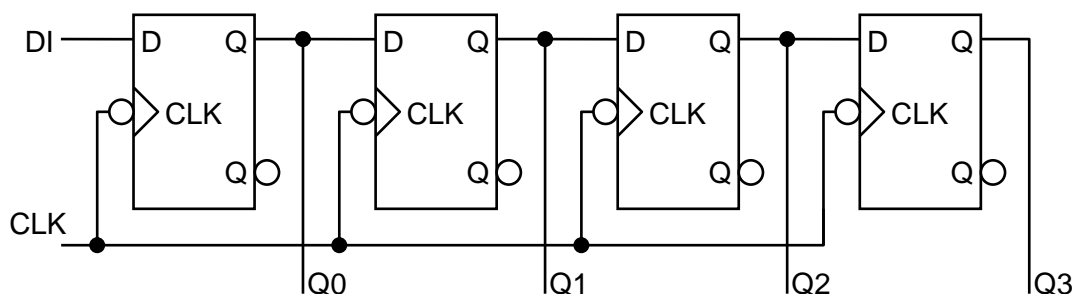 DI D Q D Q D Q D Q
CLK CLK CLK CLK
Q Q Q Q
CLK
Q0 Q1 Q2 Q3